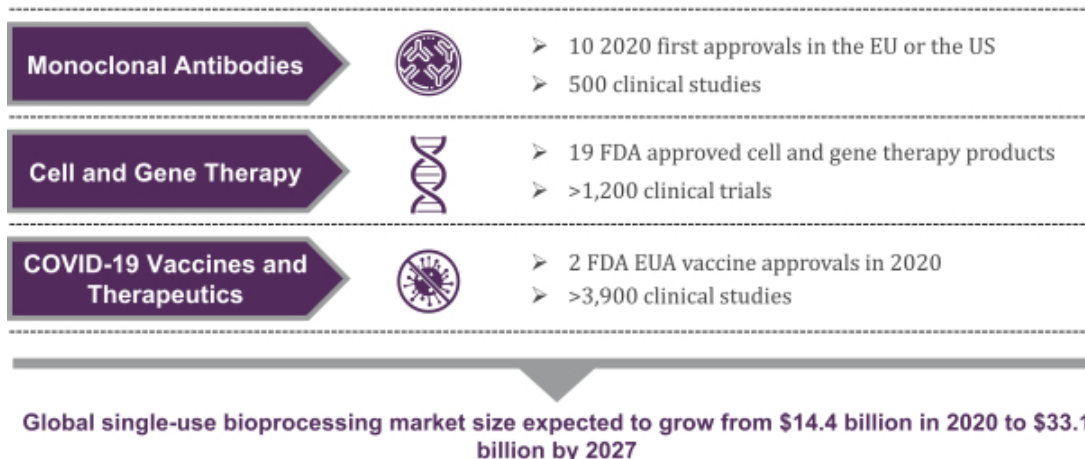 Monoclonal Antibodies
➢ 10 2020 first approvals in the EU or the US
➢ 500 clinical studies
Cell and Gene Therapy
➢ 19 FDA approved cell and gene therapy products
➢ >1,200 clinical trials
COVID-19 Vaccines and
Therapeutics
➢ 2 FDA EUA vaccine approvals in 2020
➢ >3,900 clinical studies
Global single-use bioprocessing market size expected to grow from $14.4 billion in 2020 to $33.1
billion by 2027